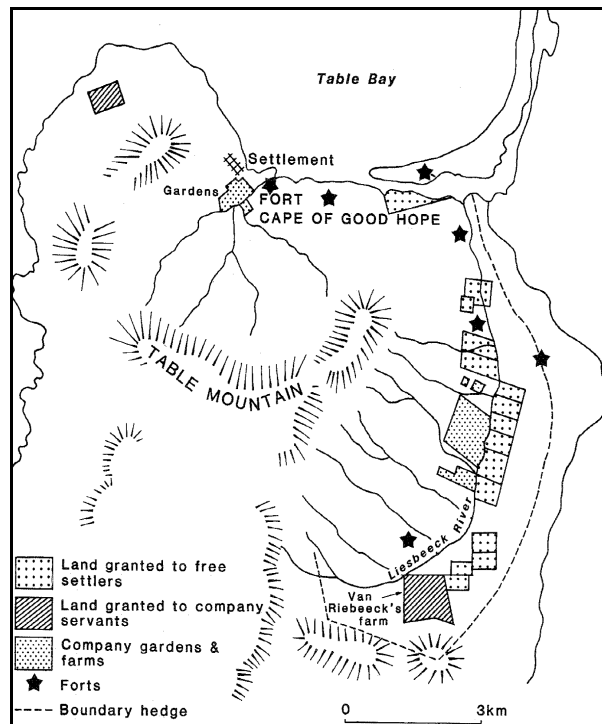 Table Bay
Settlement
Gardens
FORT
CAPE OF GOOD HOPE
TABLE MOUNTAIN
Liesbeeck River
Van
Riebeeck's
farm
Land granted to free
settlers
Land granted to company
servants
Company gardens &
farms
Forts
Boundary hedge
0 3km